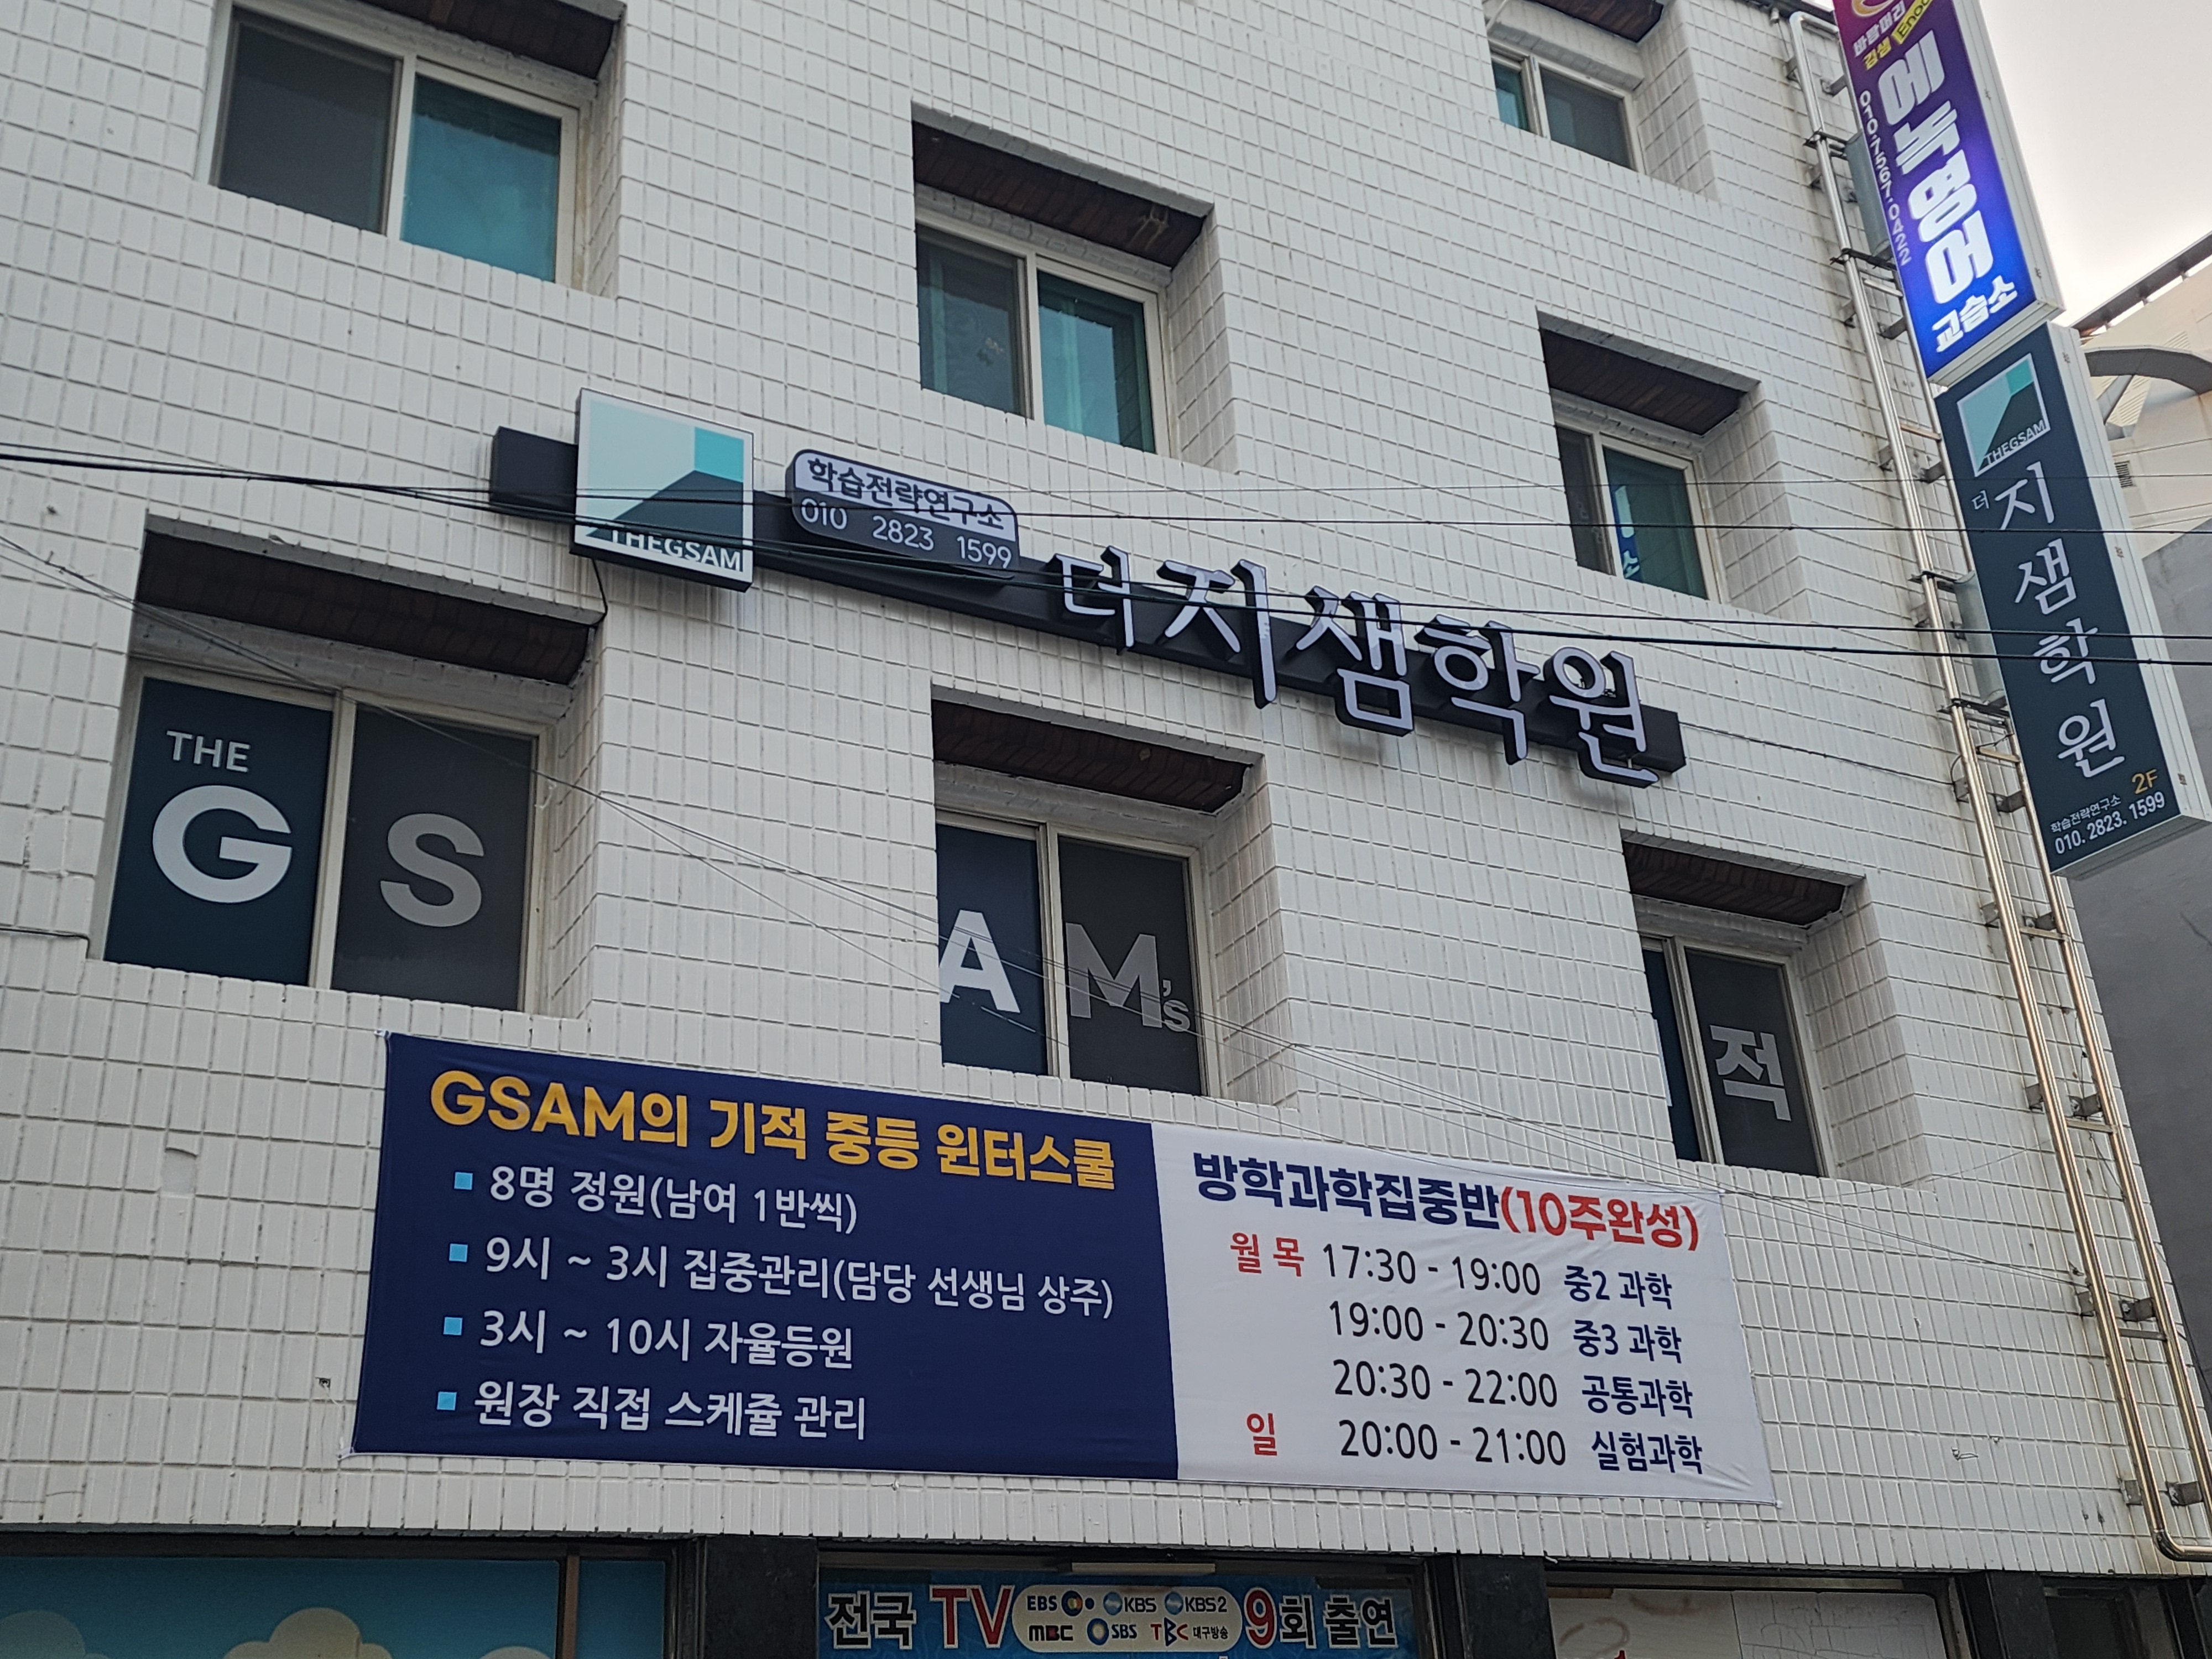 바람머리
김샘
에녹영어
교습소
010·7567·0422
THEGSAM
학습전략연구소
010 2823 1599
더지샘학원
THEGSAM
더 지샘학원
2F
학습전략연구소
010. 2823. 1599
THE
G S A M's
적
GSAM의 기적 중등 윈터스쿨
8명 정원(남여 1반씩)
9시 ~ 3시 집중관리(담당 선생님 상주)
3시 ~ 10시 자율등원
원장 직접 스케쥴 관리
방학과학집중반(10주완성)
월 목 17:30 - 19:00 중2 과학
19:00 - 20:30 중3 과학
20:30 - 22:00 공통과학
일 20:00 - 21:00 실험과학
전국 TV EBS KBS KBS2 9회 출연
mBC SBS TBC 대구방송